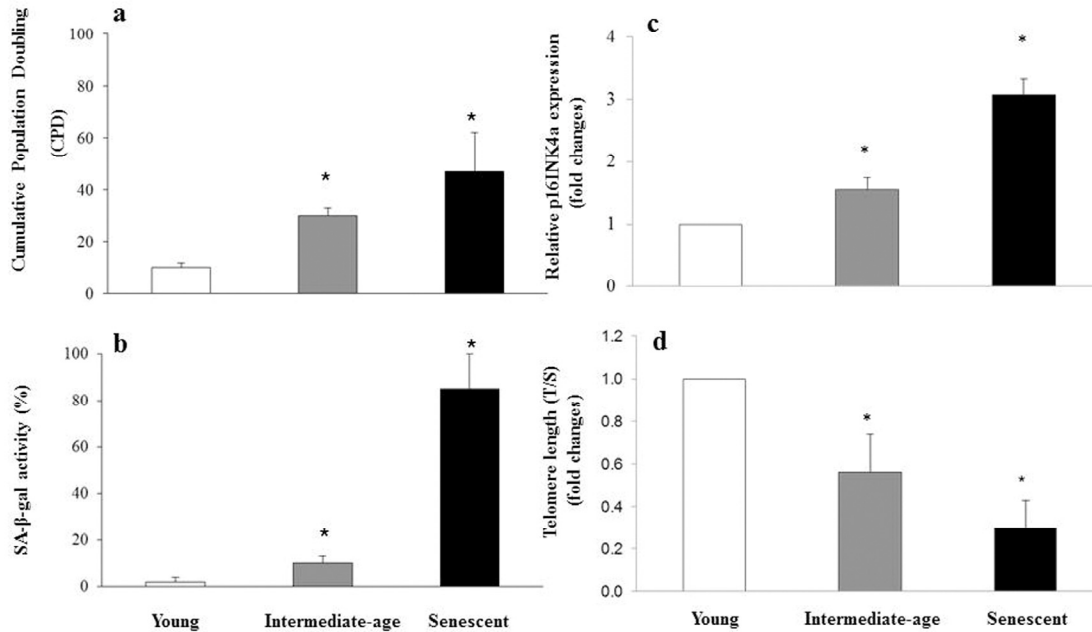 a
Cumulative Population Doubling
(CPD)
100
80
60
40
20
0
*
*
c
Relative p16INK4a expression
(fold changes)
4
3
2
1
0
*
*
b
SA-β-gal activity (%)
100
80
60
40
20
0
*
*
Young Intermediate-age Senescent
d
Telomere length (T/S)
(fold changes)
1.2
1.0
0.8
0.6
0.4
0.2
0.0
*
*
Young Intermediate-age Senescent